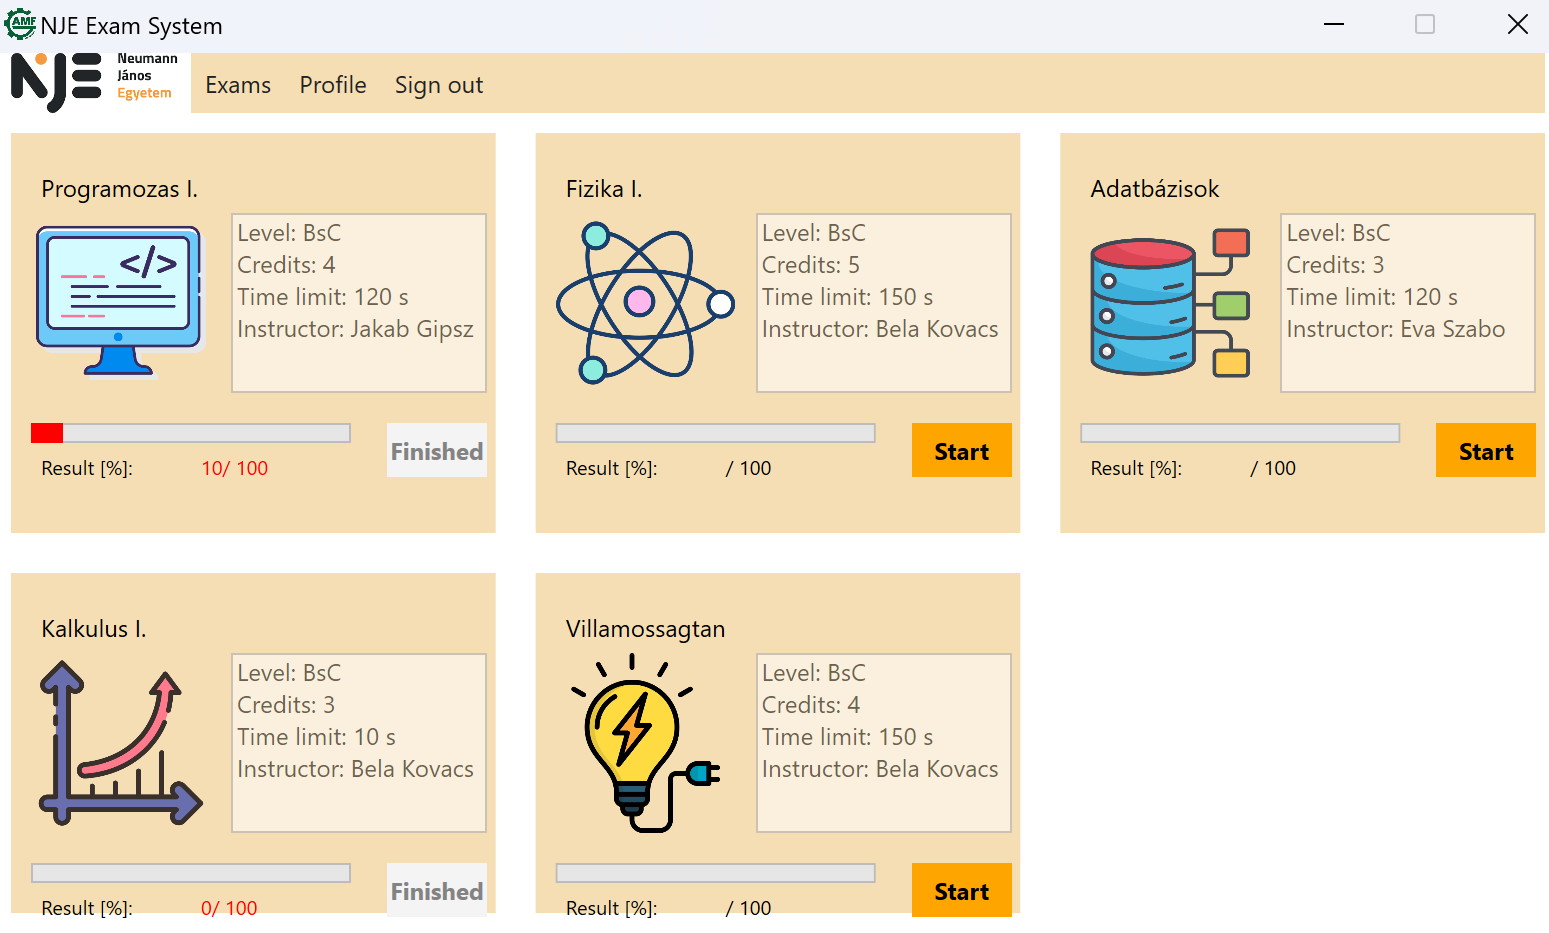 AMF
NJE Exam System
NJE
Neumann
János
Egyetem
Exams
Profile
Sign out
Programozas I.
</>
Level: BsC
Credits: 4
Time limit: 120 s
Instructor: Jakab Gipsz
Result [%]:
10/ 100
Finished
Fizika I.
Level: BsC
Credits: 5
Time limit: 150 s
Instructor: Bela Kovacs
Result [%]:
/ 100
Start
Adatbázisok
Level: BsC
Credits: 3
Time limit: 120 s
Instructor: Eva Szabo
Result [%]:
/ 100
Start
Kalkulus I.
Level: BsC
Credits: 3
Time limit: 10 s
Instructor: Bela Kovacs
Result [%]:
0/ 100
Finished
Villamossagtan
Level: BsC
Credits: 4
Time limit: 150 s
Instructor: Bela Kovacs
Result [%]:
/ 100
Start